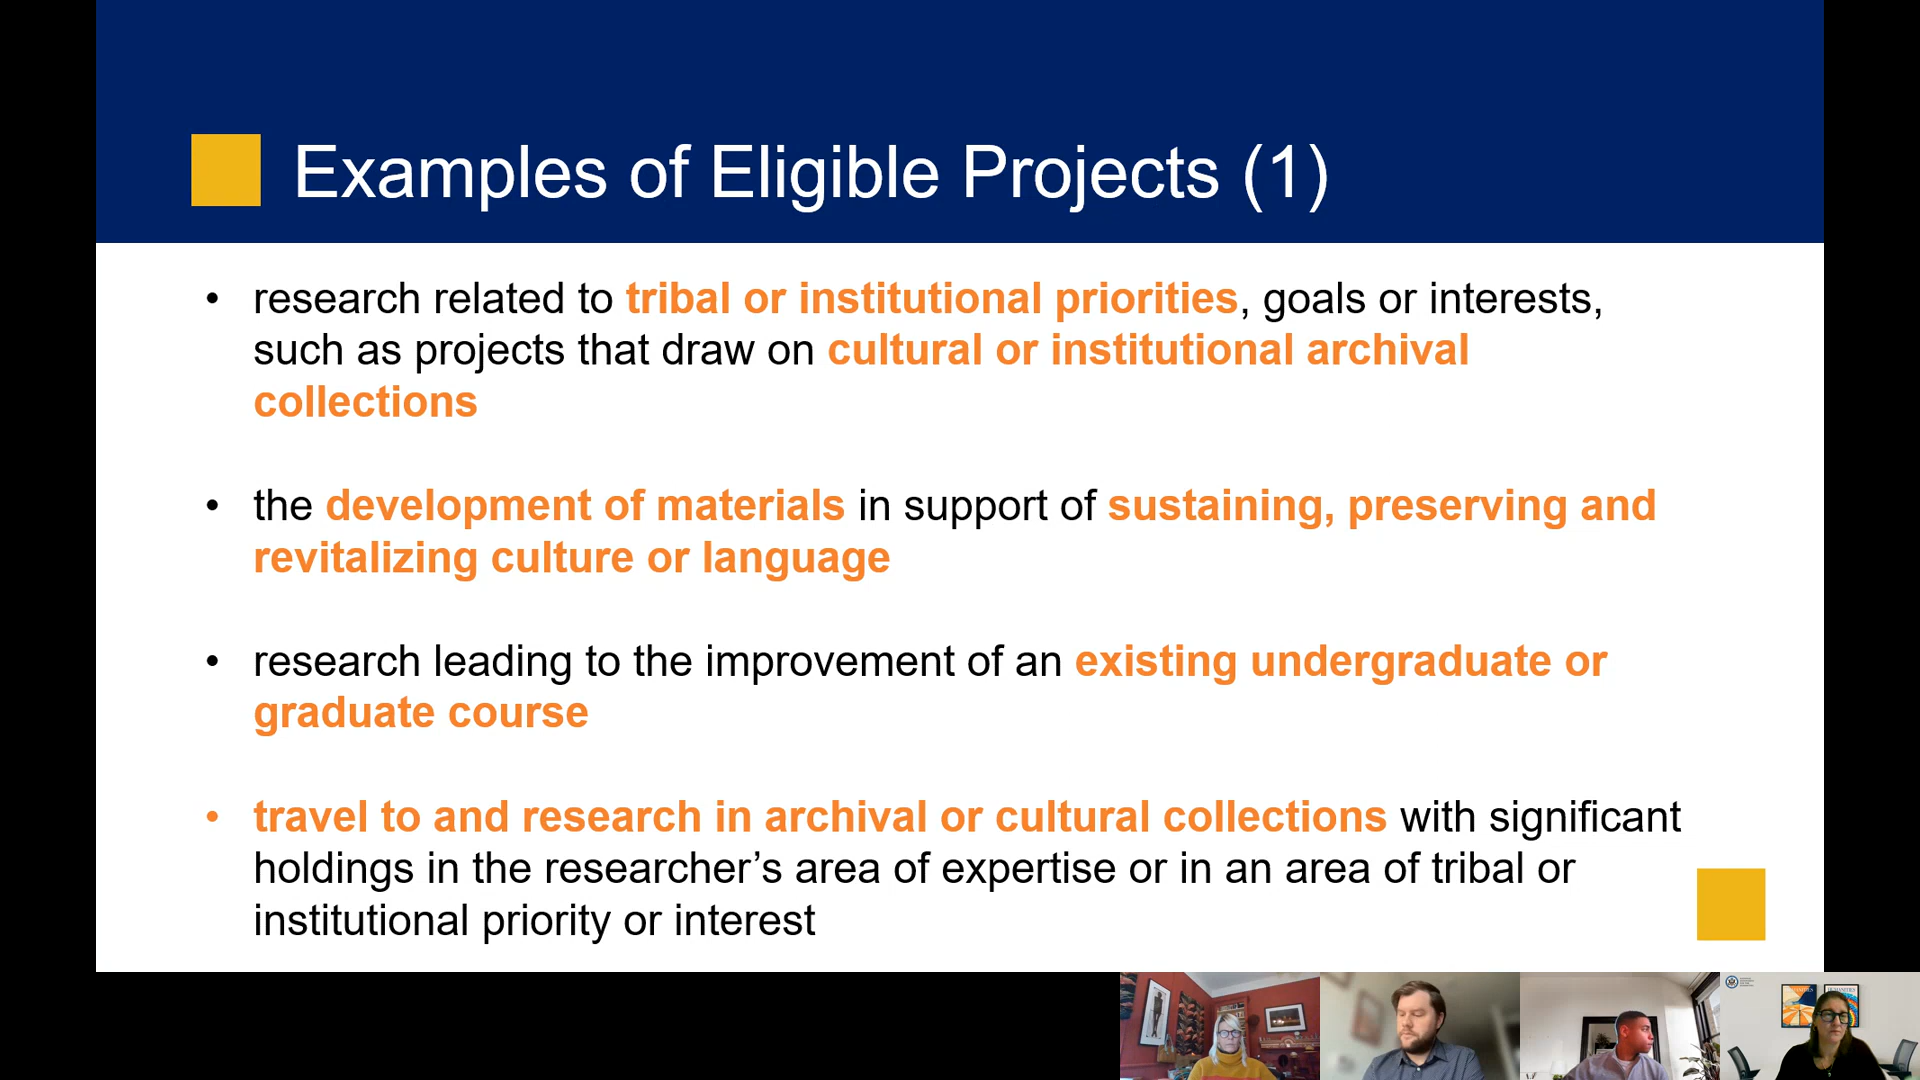 Examples of Eligible Projects (1)
• research related to tribal or institutional priorities, goals or interests,
such as projects that draw on cultural or institutional archival
collections
• the development of materials in support of sustaining, preserving and
revitalizing culture or language
• research leading to the improvement of an existing undergraduate or
graduate course
• travel to and research in archival or cultural collections with significant
holdings in the researcher’s area of expertise or in an area of tribal or
institutional priority or interest